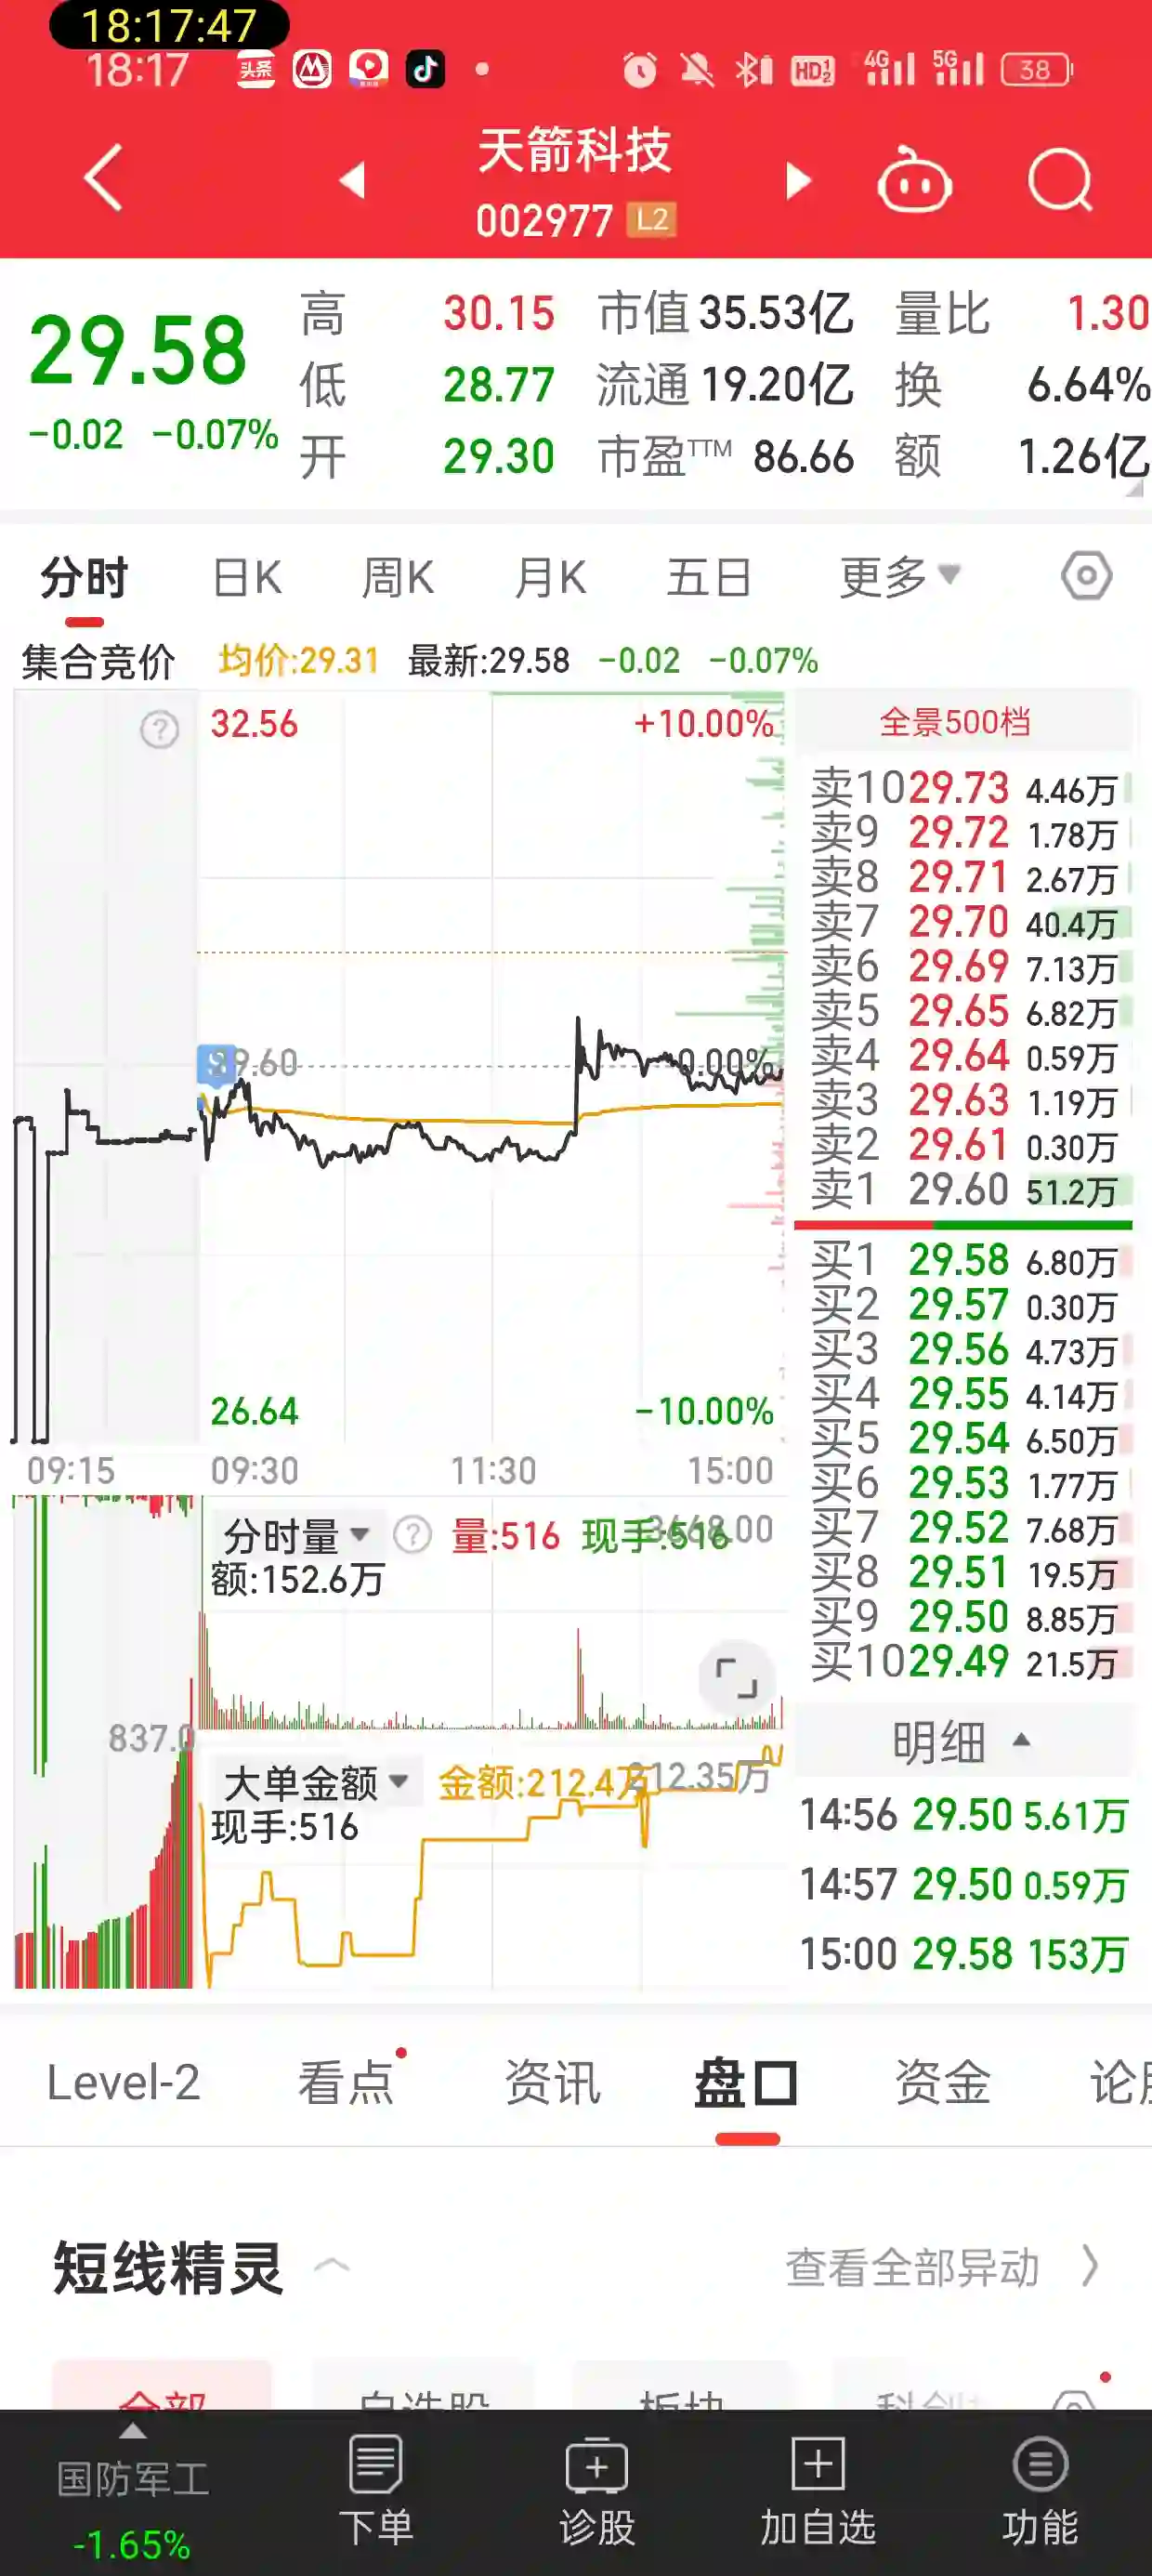 18:17:47
18:17 头条 HD 4G 5G 38
天箭科技
002977 L2
29.58
-0.02 -0.07%
高 30.15 市值 35.53亿 量比 1.30
低 28.77 流通 19.20亿 换 6.64%
开 29.30 市盈TTM 86.66 额 1.26亿
分时 日K 周K 月K 五日 更多
集合竞价 均价:29.31 最新:29.58 -0.02 -0.07%
? 32.56 +10.00%
0.00%
26.64 -10.00%
09:15 09:30 11:30 15:00
全景500档
卖10 29.73 4.46万
卖9 29.72 1.78万
卖8 29.71 2.67万
卖7 29.70 40.4万
卖6 29.69 7.13万
卖5 29.65 6.82万
卖4 29.64 0.59万
卖3 29.63 1.19万
卖2 29.61 0.30万
卖1 29.60 51.2万
买1 29.58 6.80万
买2 29.57 0.30万
买3 29.56 4.73万
买4 29.55 4.14万
买5 29.54 6.50万
买6 29.53 1.77万
买7 29.52 7.68万
买8 29.51 19.5万
买9 29.50 8.85万
买10 29.49 21.5万
分时量 ? 量:516 现手:516
额:152.6万
837.0
大单金额 金额:212.4万 212.35万
现手:516
明细
14:56 29.50 5.61万
14:57 29.50 0.59万
15:00 29.58 153万
Level-2 看点 资讯 盘口 资金
短线精灵 查看全部异动
全部 自选股 板块
国防军工
-1.65%
下单 诊股 加自选 功能